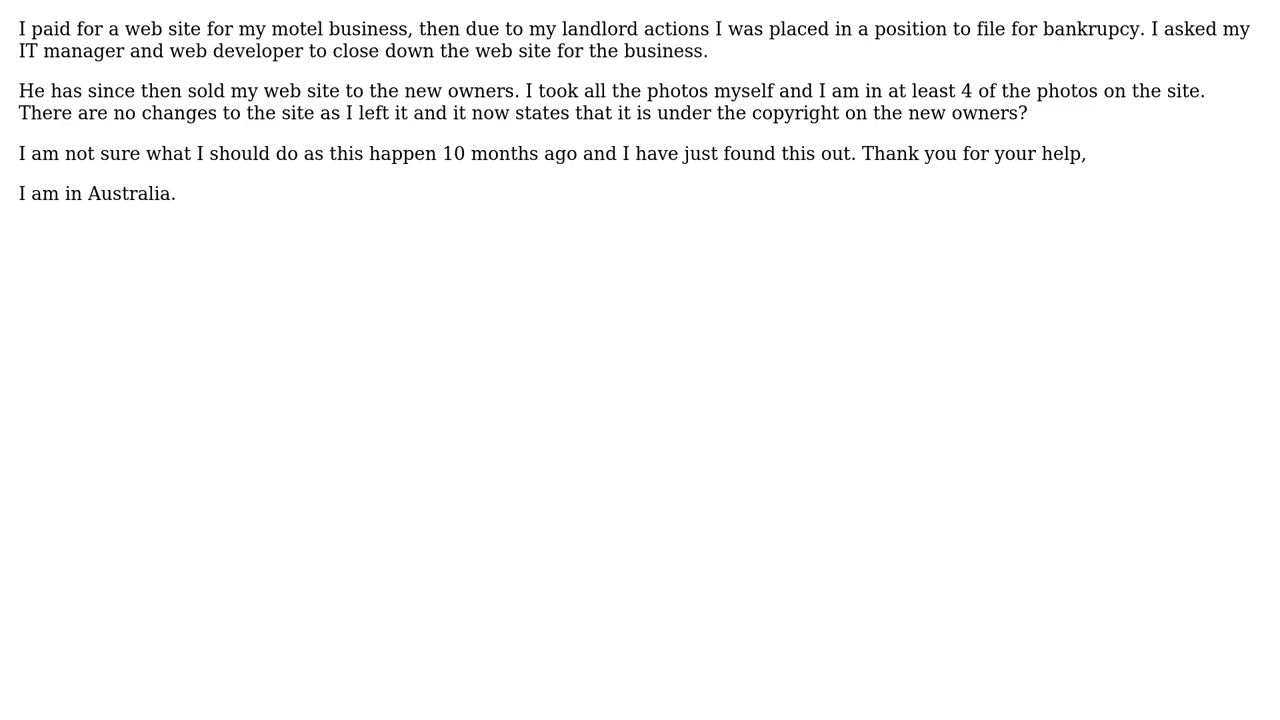 I paid for a web site for my motel business, then due to my landlord actions I was placed in a position to file for bankrupcy. I asked my
IT manager and web developer to close down the web site for the business.
He has since then sold my web site to the new owners. I took all the photos myself and I am in at least 4 of the photos on the site.
There are no changes to the site as I left it and it now states that it is under the copyright on the new owners?
I am not sure what I should do as this happen 10 months ago and I have just found this out. Thank you for your help,
I am in Australia.